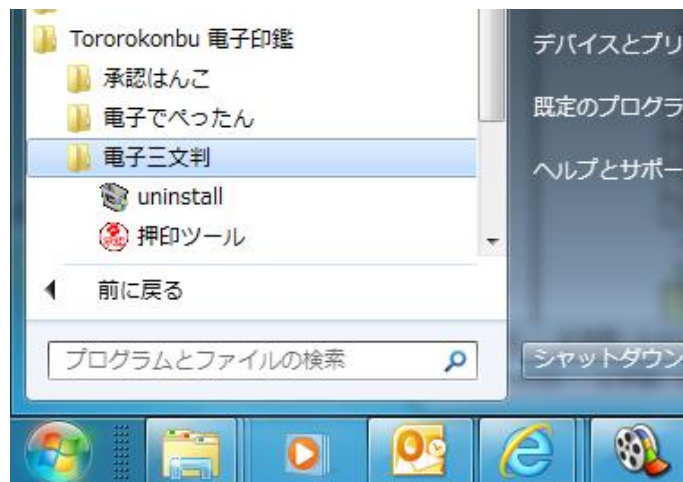 Tororokonbu 電子印鑑
承認はんこ
電子でぺったん
電子三文判
uninstall
押印ツール
前に戻る
プログラムとファイルの検索
デバイスとプリ
既定のプログラ
ヘルプとサポー
シャットダウン